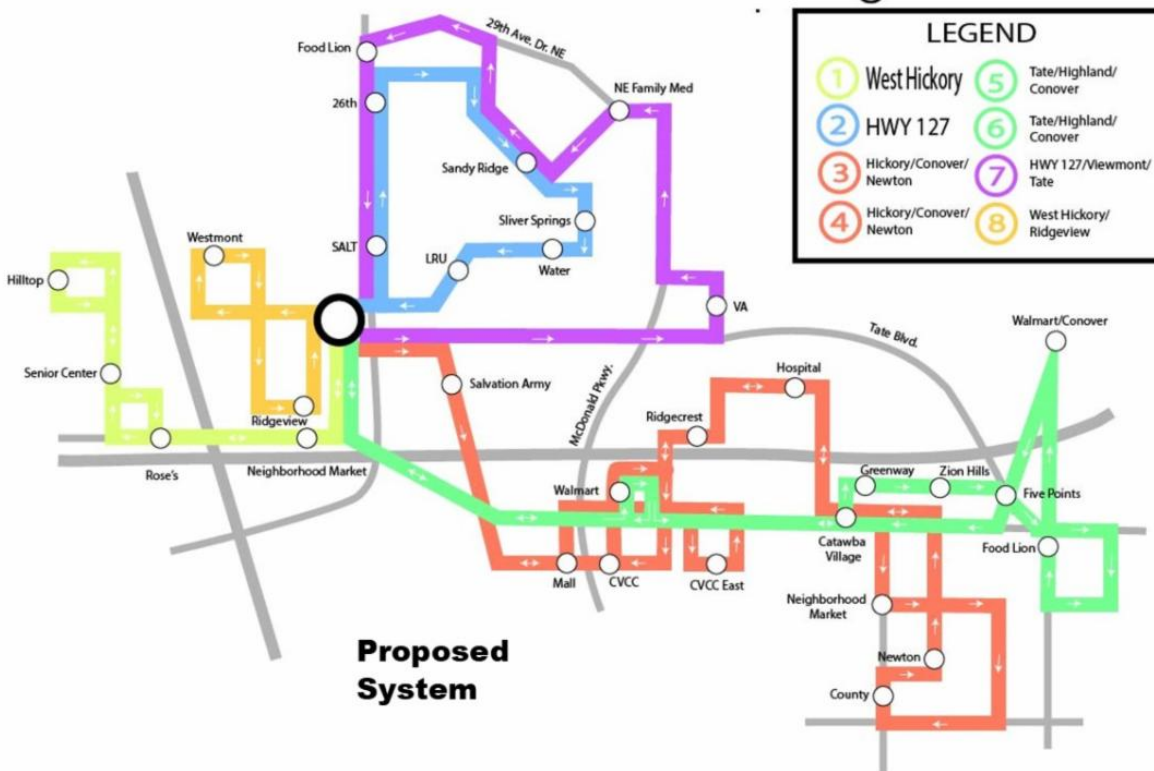 LEGEND
1 West Hickory
2 HWY 127
3 Hickory/Conover/
Newton
4 Hickory/Conover/
Newton
5 Tate/Highland/
Conover
6 Tate/Highland/
Conover
7 HWY 127/Viewmont/
Tate
8 West Hickory/
Ridgeview
29th Ave. Dr. NE
Food Lion
26th
NE Family Med
Sandy Ridge
Sliver Springs
SALT
LRU
Water
Westmont
Hilltop
VA
Walmart/Conover
Tate Blvd.
Senior Center
Salvation Army
McDonald Pkwy.
Hospital
Ridgeview
Ridgecrest
Rose's
Neighborhood Market
Walmart
Greenway
Zion Hills
Five Points
Catawba
Village
Food Lion
Mall
CVCC
CVCC East
Neighborhood
Market
Newton
County
Proposed
System